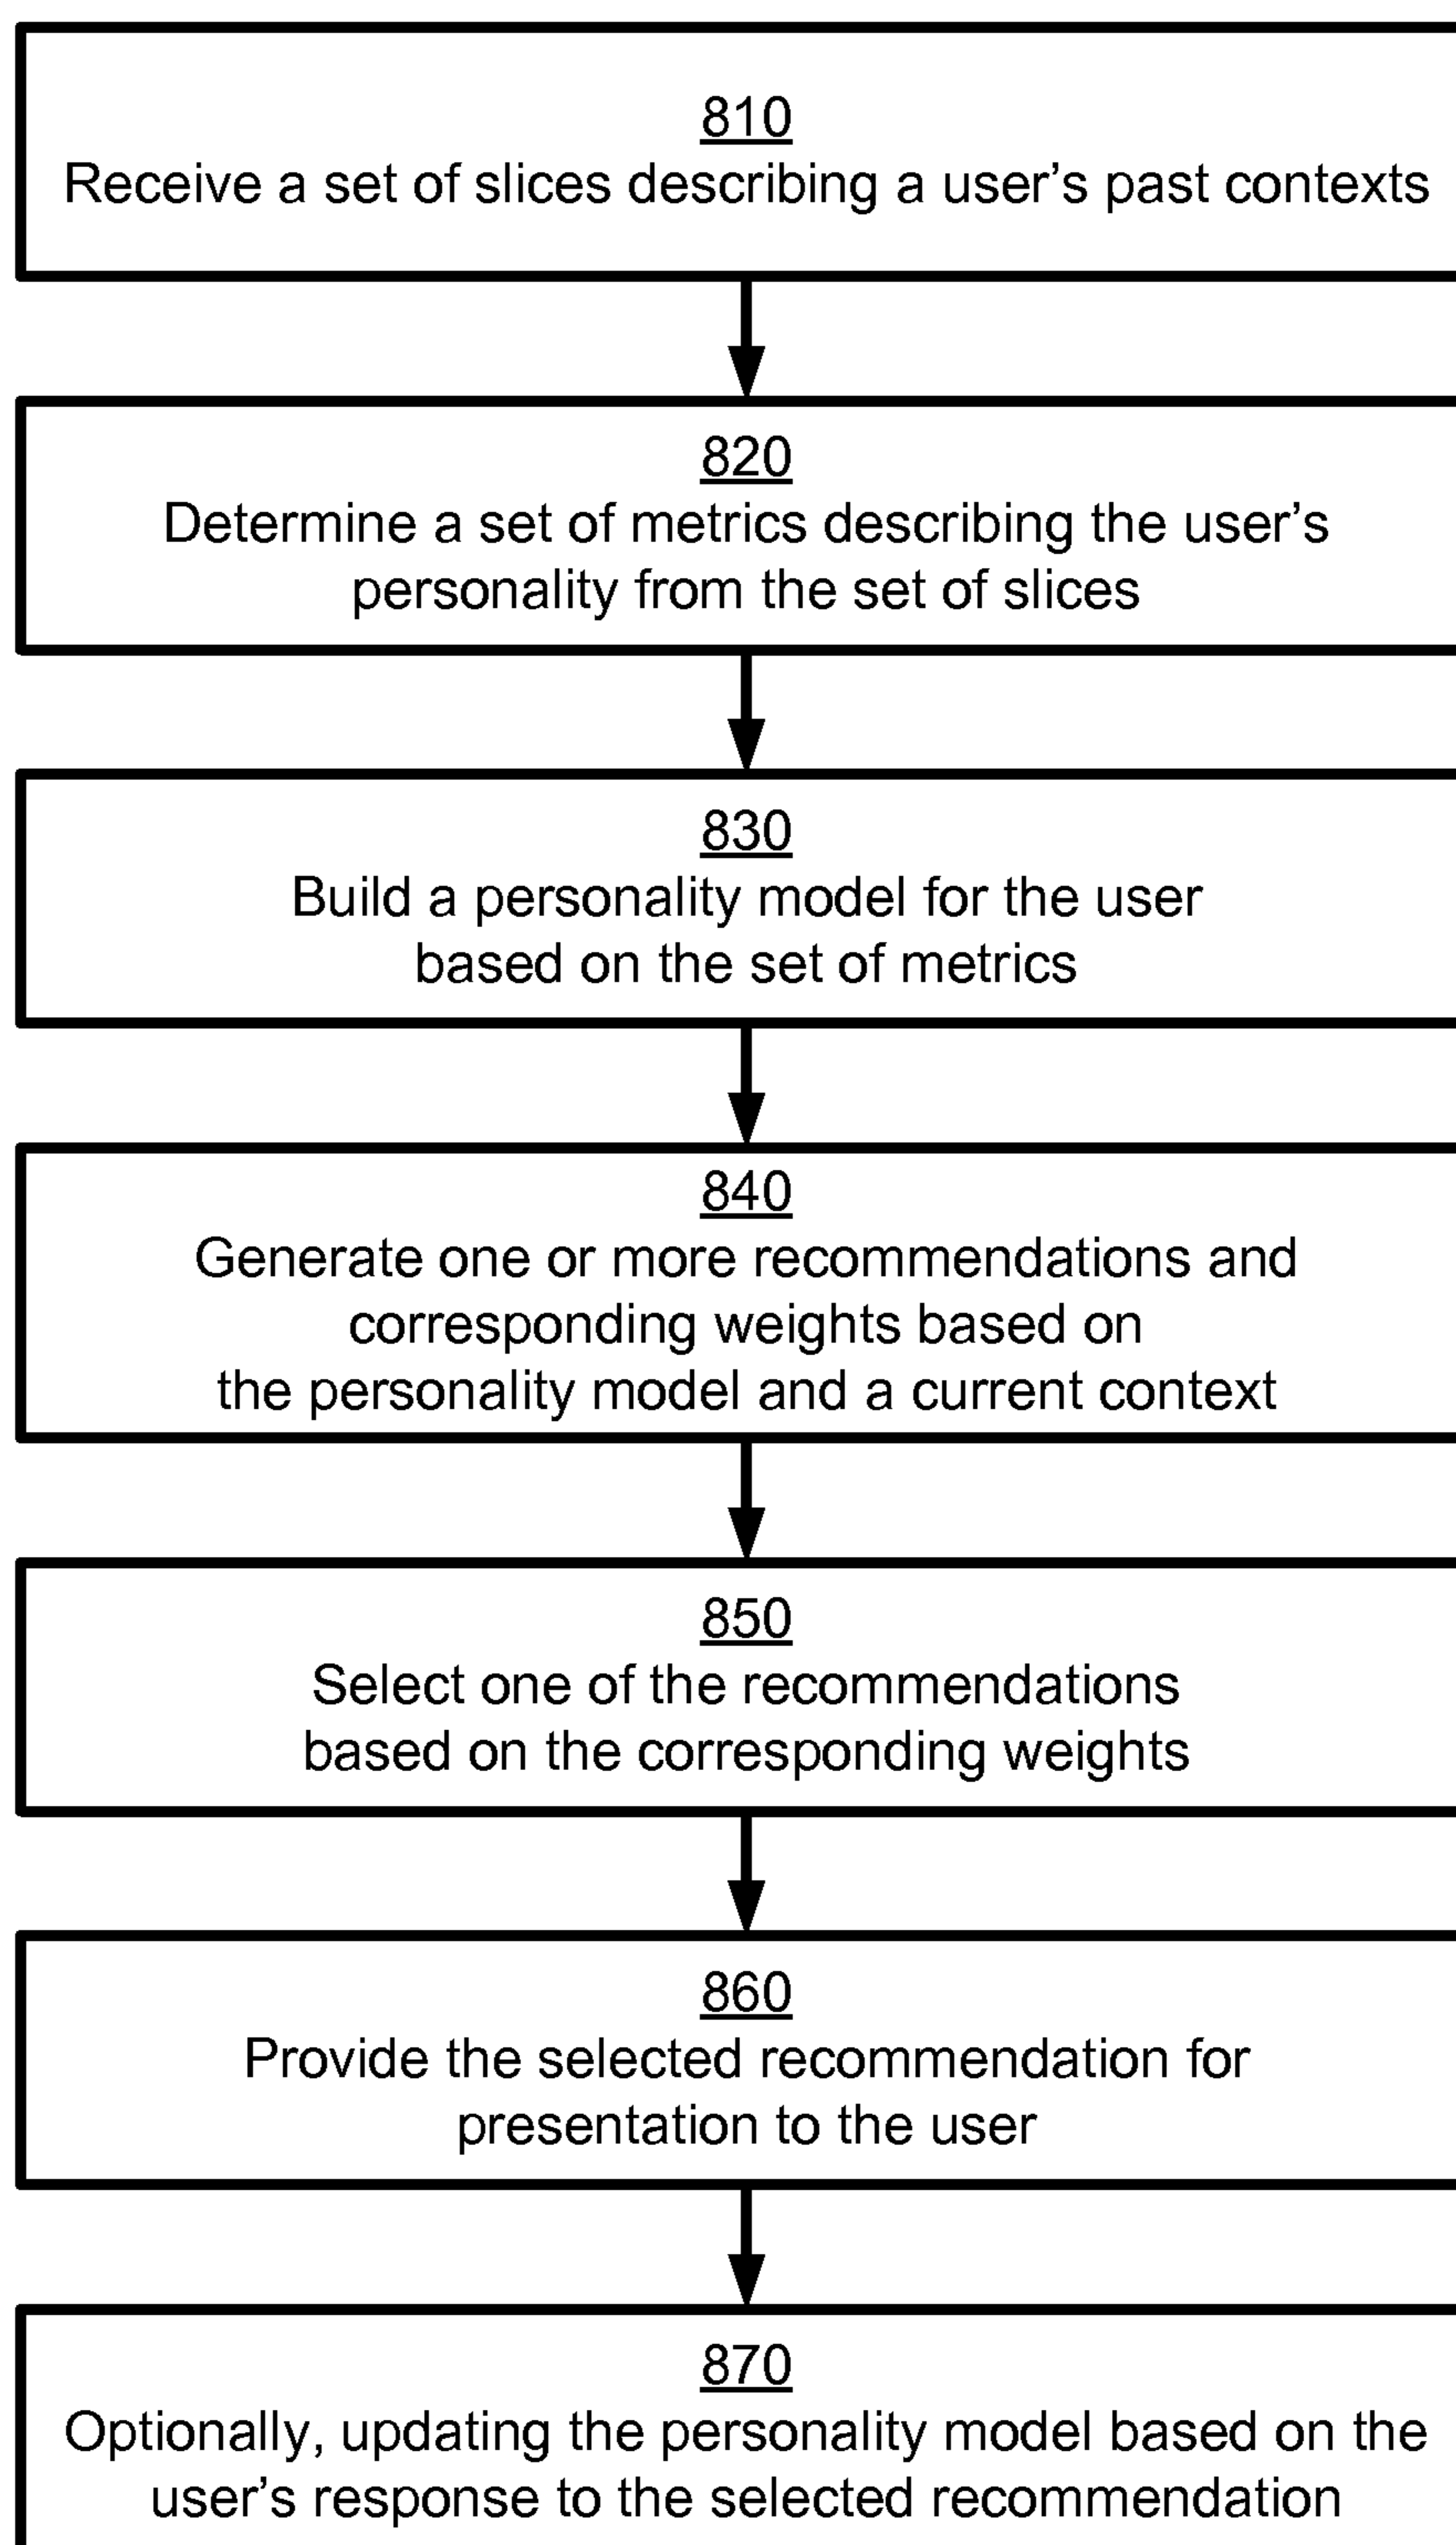 810
Receive a set of slices describing a user’s past contexts
820
Determine a set of metrics describing the user’s
personality from the set of slices
830
Build a personality model for the user
based on the set of metrics
840
Generate one or more recommendations and
corresponding weights based on
the personality model and a current context
850
Select one of the recommendations
based on the corresponding weights
860
Provide the selected recommendation for
presentation to the user
870
Optionally, updating the personality model based on the
user’s response to the selected recommendation